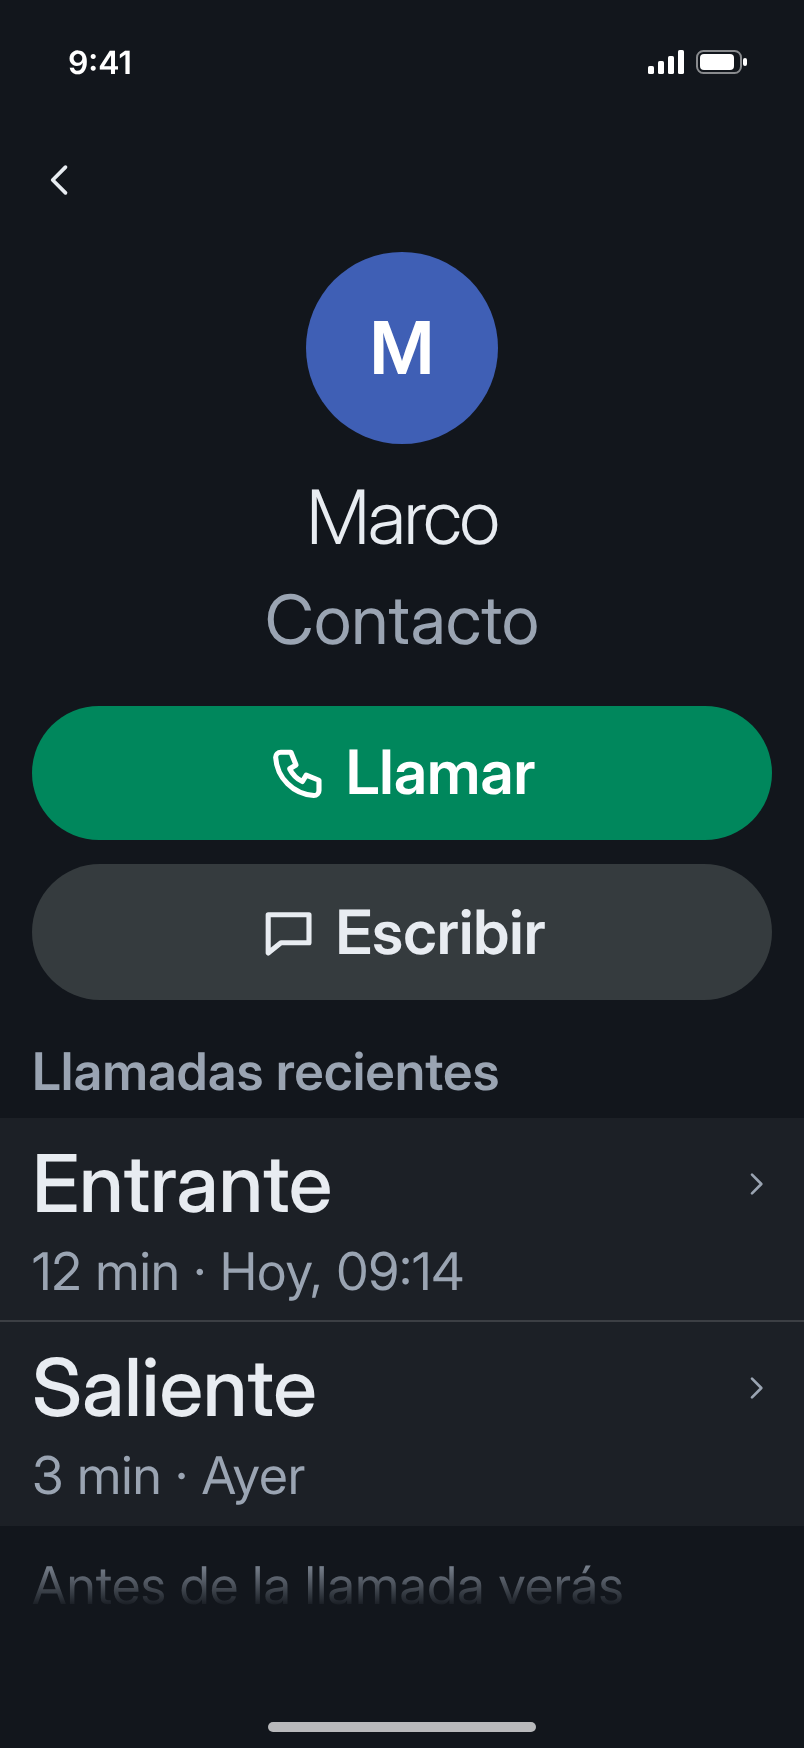 9:41
M
Marco
Contacto
Llamar
Escribir
Llamadas recientes
Entrante
12 min · Hoy, 09:14
Saliente
3 min · Ayer
Antes de la llamada verás